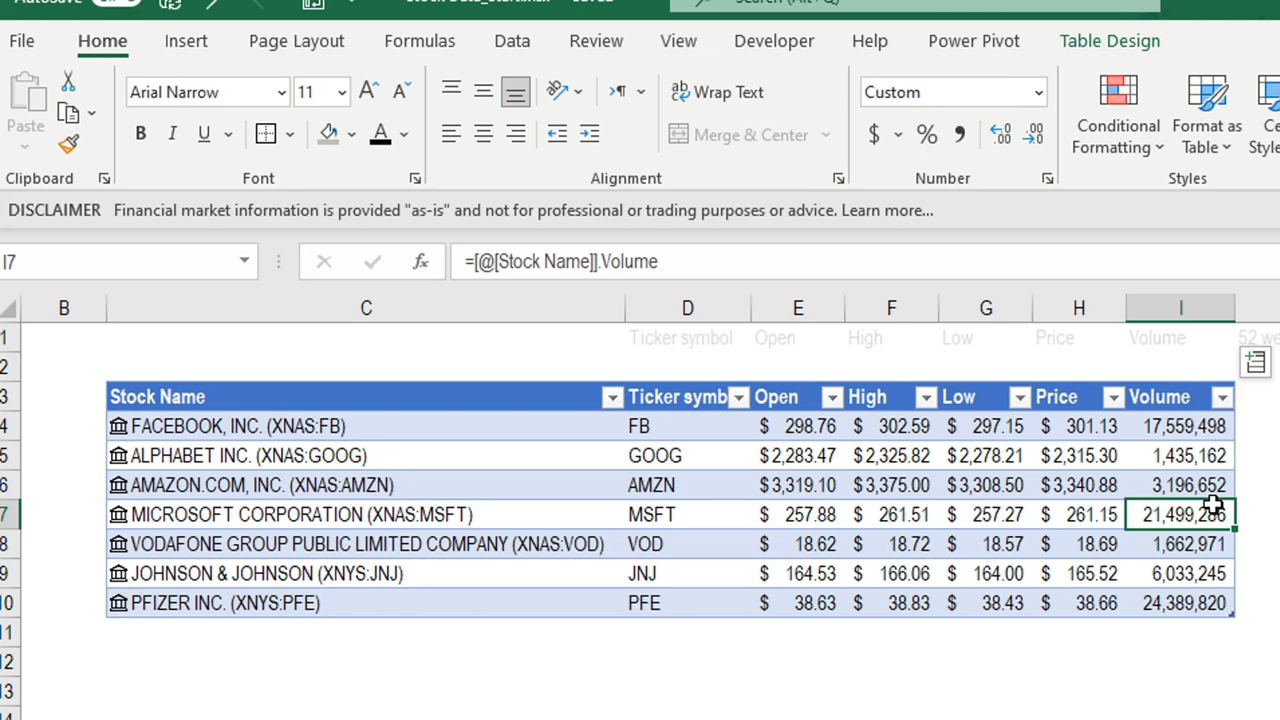 File Home Insert Page Layout Formulas Data Review View Developer Help Power Pivot Table Design
Arial Narrow 11 Wrap Text Custom
Paste B I U A Merge & Center $ % Conditional Formatting Format as Table
Clipboard Font Alignment Number Styles
DISCLAIMER Financial market information is provided "as-is" and not for professional or trading purposes or advice. Learn more...
I7 fx =[@[Stock Name]].Volume
B C D E F G H I
1 Ticker symbol Open High Low Price Volume 52 we
2
3 Stock Name Ticker symb Open High Low Price Volume
4 FACEBOOK, INC. (XNAS:FB) FB $ 298.76 $ 302.59 $ 297.15 $ 301.13 17,559,498
5 ALPHABET INC. (XNAS:GOOG) GOOG $ 2,283.47 $ 2,325.82 $ 2,278.21 $ 2,315.30 1,435,162
6 AMAZON.COM, INC. (XNAS:AMZN) AMZN $ 3,319.10 $ 3,375.00 $ 3,308.50 $ 3,340.88 3,196,652
7 MICROSOFT CORPORATION (XNAS:MSFT) MSFT $ 257.88 $ 261.51 $ 257.27 $ 261.15
8 VODAFONE GROUP PUBLIC LIMITED COMPANY (XNAS:VOD) VOD $ 18.62 $ 18.72 $ 18.57 $ 18.69 1,662,971
9 JOHNSON & JOHNSON (XNYS:JNJ) JNJ $ 164.53 $ 166.06 $ 164.00 $ 165.52 6,033,245
10 PFIZER INC. (XNYS:PFE) PFE $ 38.63 $ 38.83 $ 38.43 $ 38.66 24,389,820
11
12
13